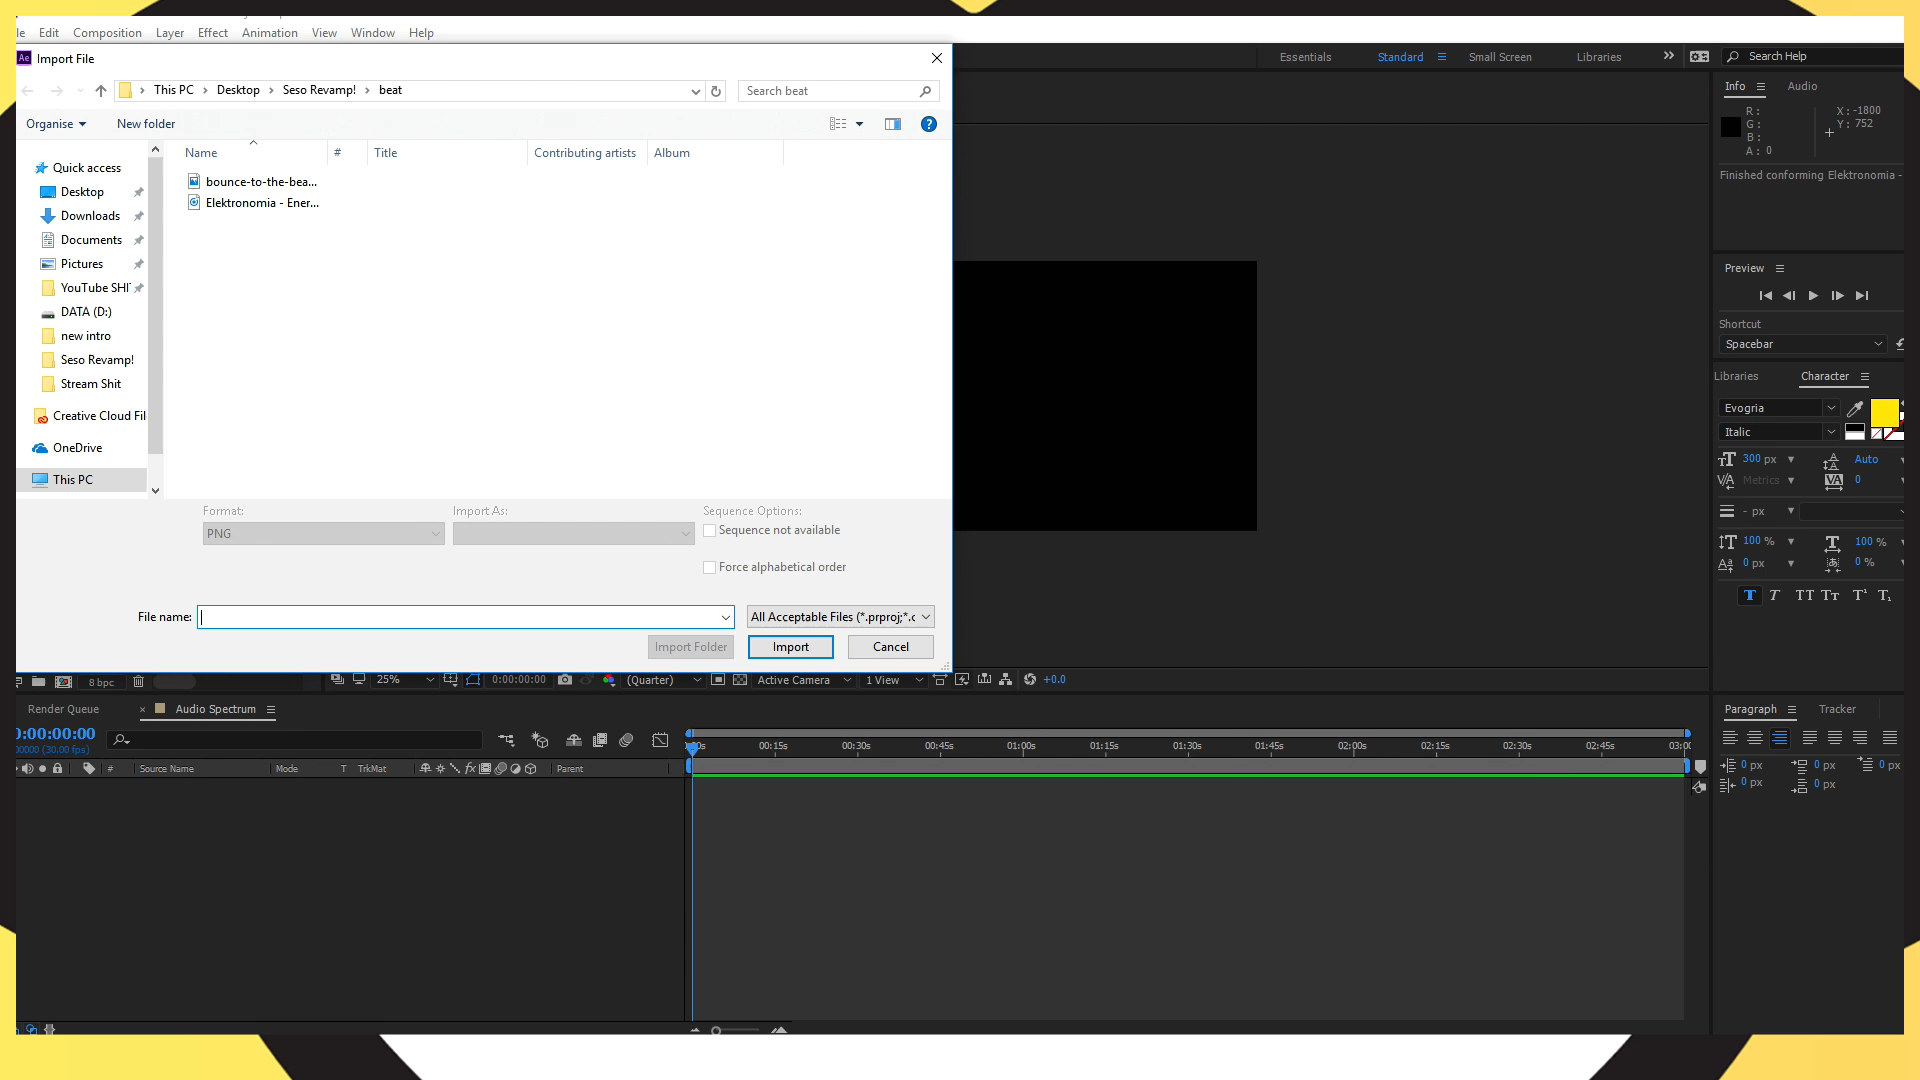 le Edit Composition Layer Effect Animation View Window Help
Ae Import File
This PC Desktop Seso Revamp! beat
Search beat
Organise New folder
Quick access
Desktop
Downloads
Documents
Pictures
YouTube SHI
DATA (D:)
new intro
Seso Revamp!
Stream Shit
Creative Cloud Fil
OneDrive
This PC
Name # Title Contributing artists Album
bounce-to-the-bea...
Elektronomia - Ener...
Format:
PNG
Import As:
Sequence Options:
Sequence not available
Force alphabetical order
File name:
All Acceptable Files (*.prproj;*.c
Import Folder Import Cancel
Essentials Standard Small Screen Libraries
Search Help
Info Audio
R :
G :
B :
A : 0
X : -1800
Y : 752
Finished conforming Elektronomia -
Preview
Shortcut
Spacebar
Libraries Character
Evogria
Italic
300 px Auto
Metrics 0
- px
100 % 100 %
0 px 0 %
T T TT Tт T¹ T₁
8 bpc
25% 0:00:00:00 (Quarter) Active Camera 1 View +0.0
Render Queue × Audio Spectrum
0:00:00:00
00000 (30.00 fps)
# Source Name Mode T TrkMat fx Parent
00s 00:15s 00:30s 00:45s 01:00s 01:15s 01:30s 01:45s 02:00s 02:15s 02:30s 02:45s 03:00
Paragraph Tracker
0 px 0 px 0 px
0 px 0 px